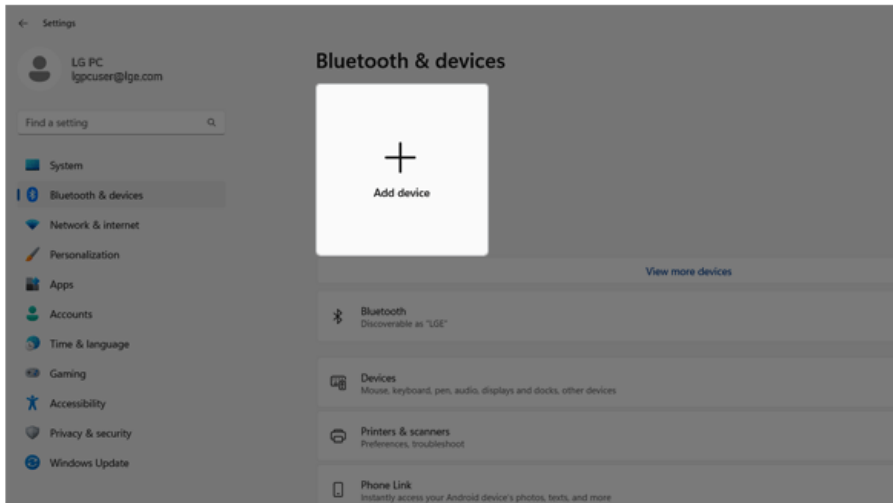 Settings
LG PC
lgpcuser@lge.com
Find a setting
System
Bluetooth & devices
Network & internet
Personalization
Apps
Accounts
Time & language
Gaming
Accessibility
Privacy & security
Windows Update
Bluetooth & devices
Add device
View more devices
Bluetooth
Discoverable as "LGE"
Devices
Mouse, keyboard, pen, audio, displays and docks, other devices
Printers & scanners
Preferences, troubleshoot
Phone Link
Instantly access your Android device's photos, texts, and more